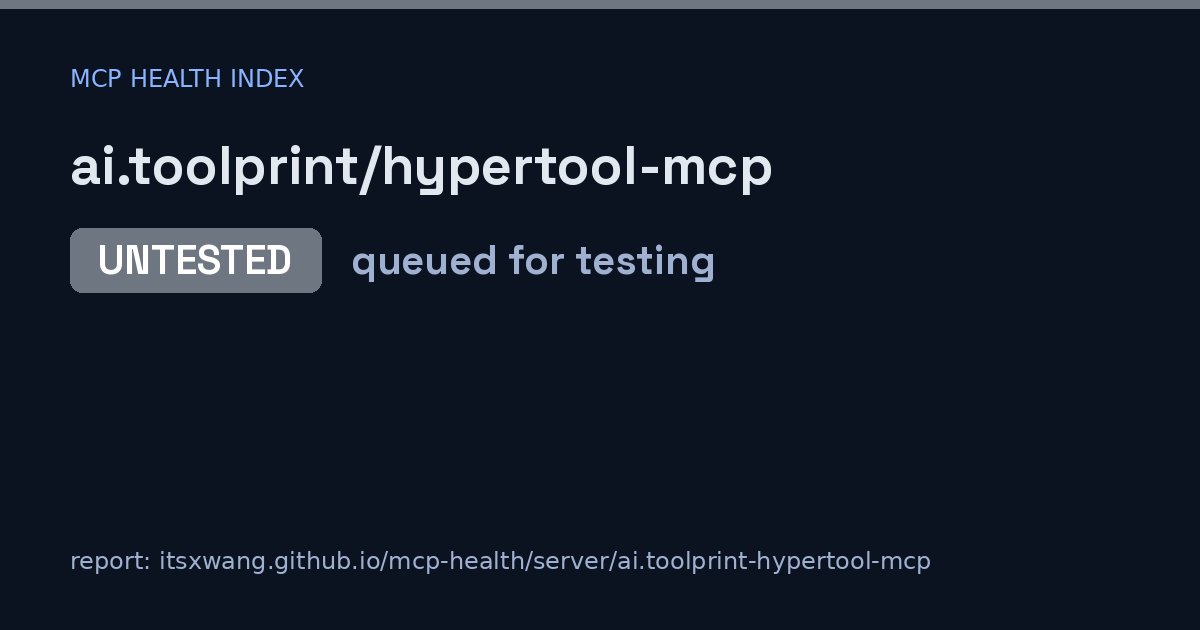 MCP HEALTH INDEX
ai.toolprint/hypertool-mcp
UNTESTED queued for testing
report: itsxwang.github.io/mcp-health/server/ai.toolprint-hypertool-mcp